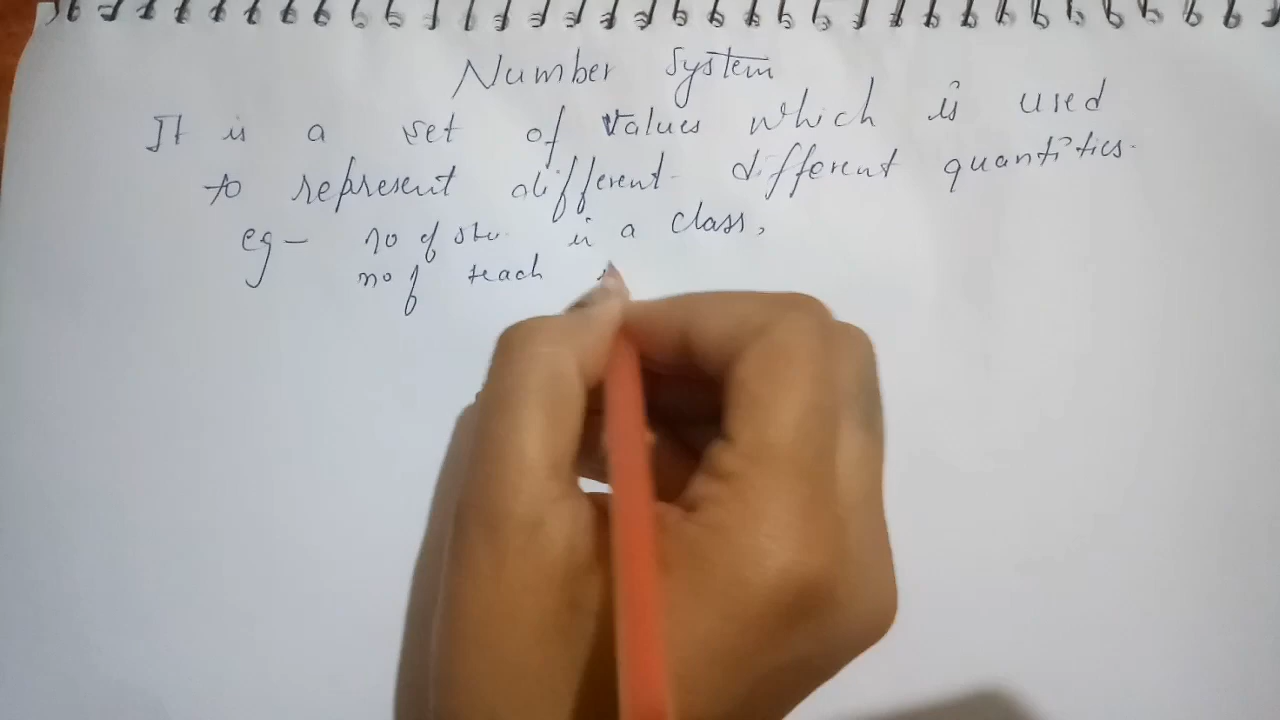 Number System
It is a set of values which is used
to represent different different quantities.
eg- no of stu. in a class,
no of teach